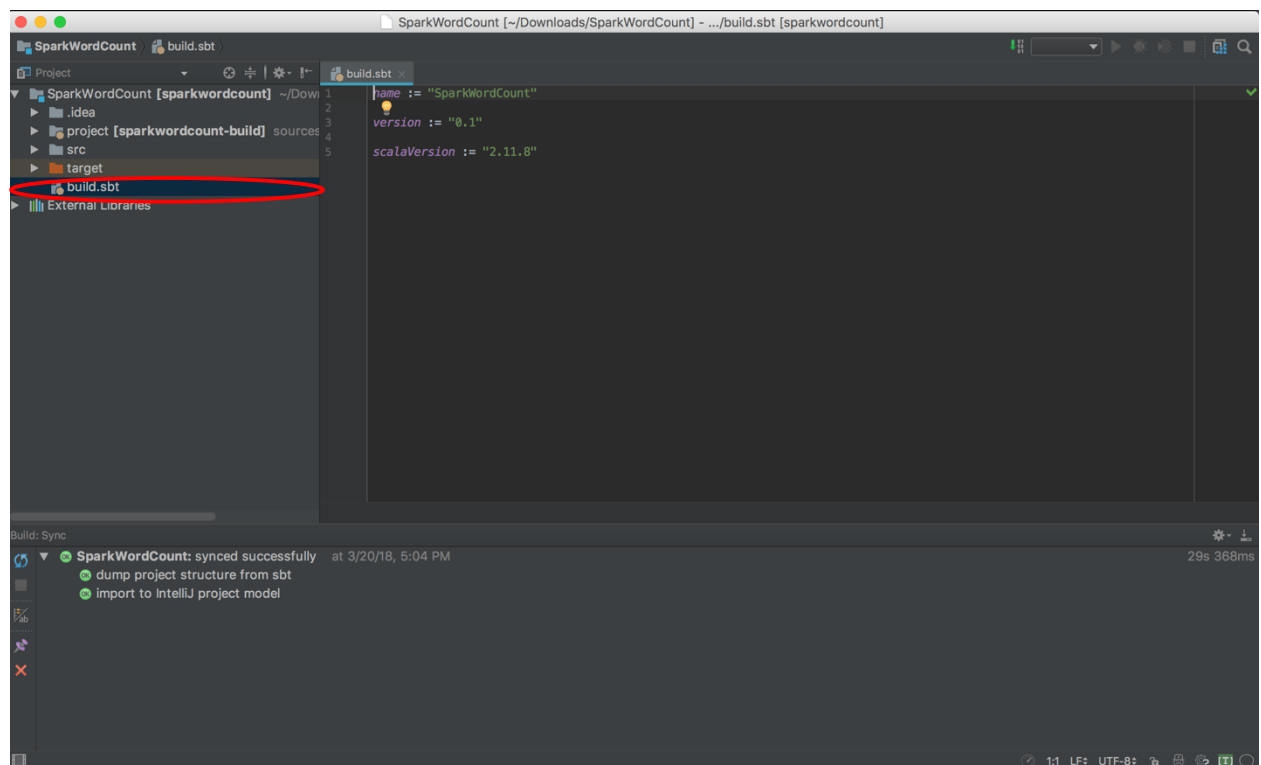 SparkWordCount [~/Downloads/SparkWordCount] - .../build.sbt [sparkwordcount]
SparkWordCount build.sbt
Project
build.sbt
SparkWordCount [sparkwordcount] ~/Down
.idea
project [sparkwordcount-build] sources
src
target
build.sbt
External Libraries
1 name := "SparkWordCount"
2
3 version := "0.1"
4
5 scalaVersion := "2.11.8"
Build: Sync
SparkWordCount: synced successfully at 3/20/18, 5:04 PM 29s 368ms
OK dump project structure from sbt
OK import to IntelliJ project model
1:1 LF÷ UTF-8÷ [T]